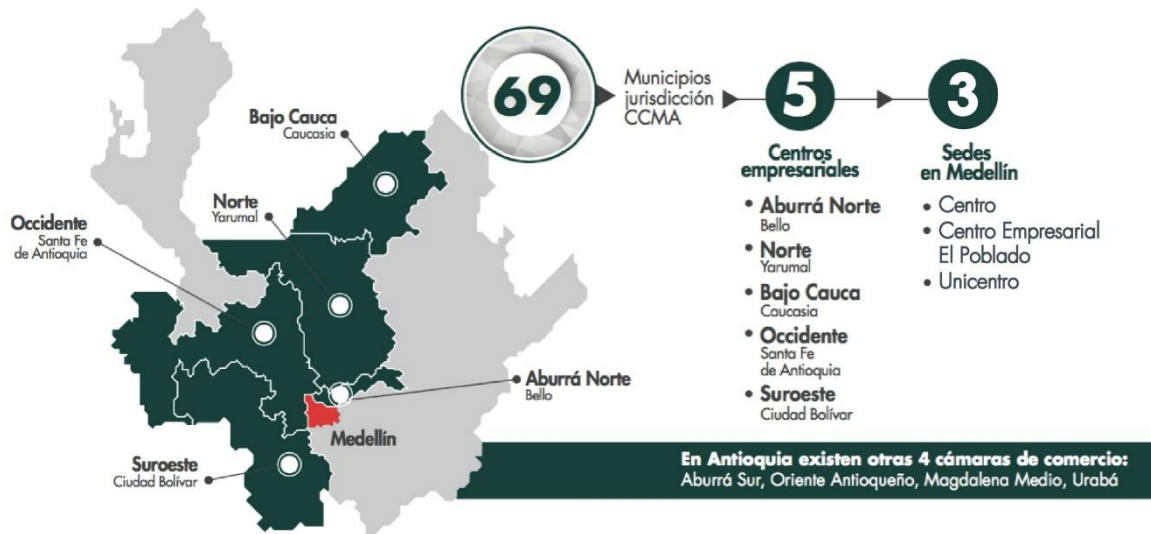 69
Municipios
jurisdicción
CCMA
5
Centros
empresariales
• Aburrá Norte
Bello
• Norte
Yarumal
• Bajo Cauca
Caucasia
• Occidente
Santa Fe
de Antioquia
• Suroeste
Ciudad Bolívar
3
Sedes
en Medellín
• Centro
• Centro Empresarial
El Poblado
• Unicentro
Bajo Cauca
Caucasia
Norte
Yarumal
Occidente
Santa Fe
de Antioquia
Aburrá Norte
Bello
Medellín
Suroeste
Ciudad Bolívar
En Antioquia existen otras 4 cámaras de comercio:
Aburrá Sur, Oriente Antioqueño, Magdalena Medio, Urabá